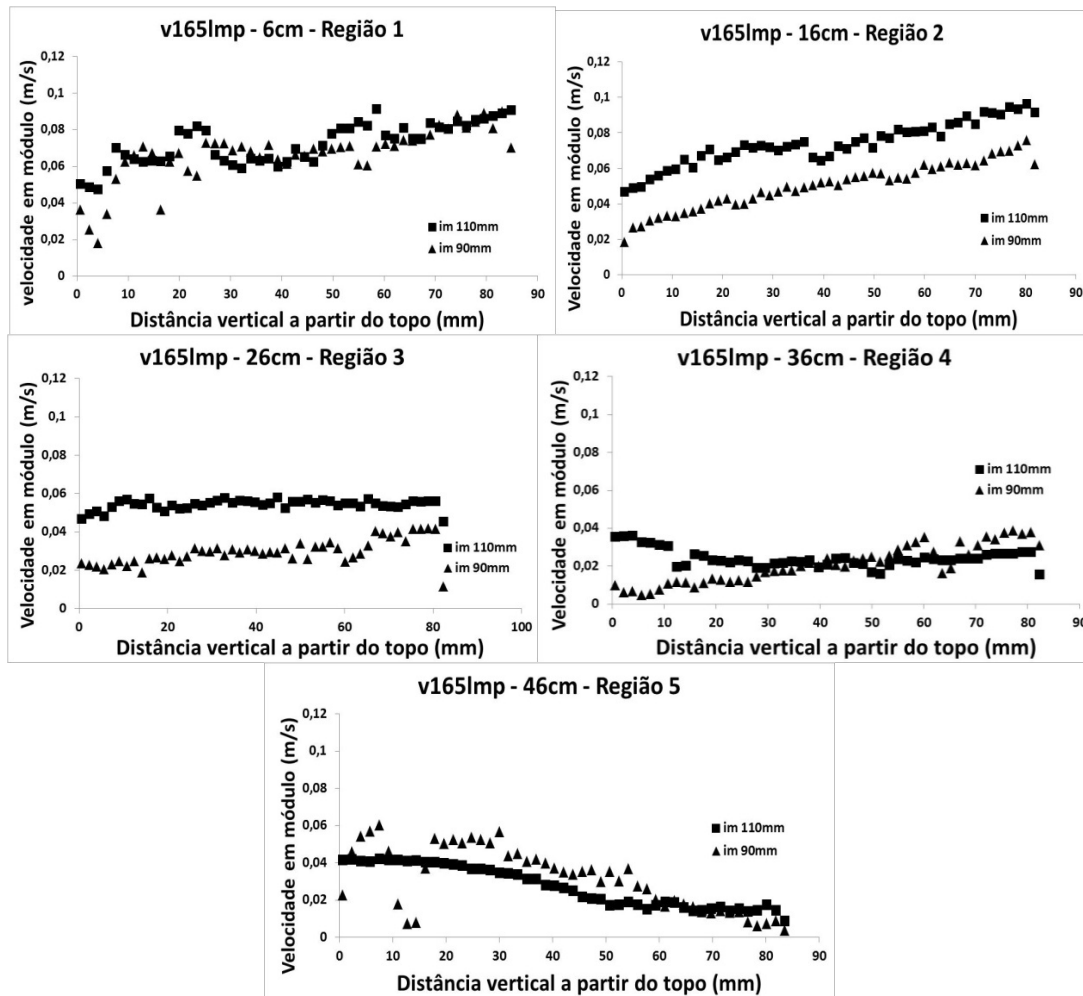 v165lmp - 6cm - Região 1
velocidade em módulo (m/s)
0,12
0,1
0,08
0,06
0,04
0,02
0
■ im 110mm
▲ im 90mm
0 10 20 30 40 50 60 70 80 90
Distância vertical a partir do topo (mm)
v165lmp - 16cm - Região 2
Velocidade em módulo (m/s)
0,12
0,1
0,08
0,06
0,04
0,02
0
■ im 110mm
▲ im 90mm
0 10 20 30 40 50 60 70 80 90
Distância vertical a partir do topo (mm)
v165lmp - 26cm - Região 3
Velocidade em módulo (m/s)
0,12
0,1
0,08
0,06
0,04
0,02
0
■ im 110mm
▲ im 90mm
0 20 40 60 80 100
Distância vertical a partir do topo (mm)
v165lmp - 36cm - Região 4
Velocidade em módulo (m/s)
0,12
0,1
0,08
0,06
0,04
0,02
0
■ im 110mm
▲ im 90mm
0 10 20 30 40 50 60 70 80 90
Distância vertical a partir do topo (mm)
v165lmp - 46cm - Região 5
Velocidade em módulo (m/s)
0,12
0,1
0,08
0,06
0,04
0,02
0
■ im 110mm
▲ im 90mm
0 10 20 30 40 50 60 70 80 90
Distância vertical a partir do topo (mm)